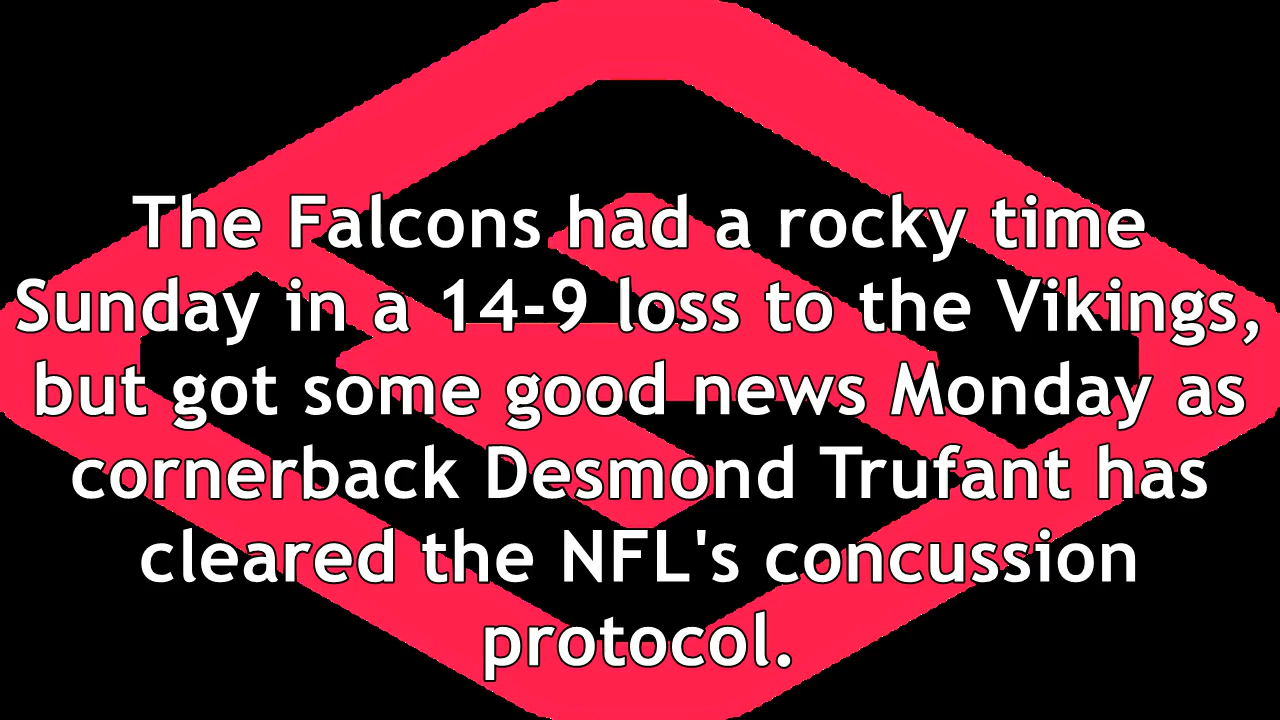 The Falcons had a rocky time
Sunday in a 14-9 loss to the Vikings,
but got some good news Monday as
cornerback Desmond Trufant has
cleared the NFL's concussion
protocol.